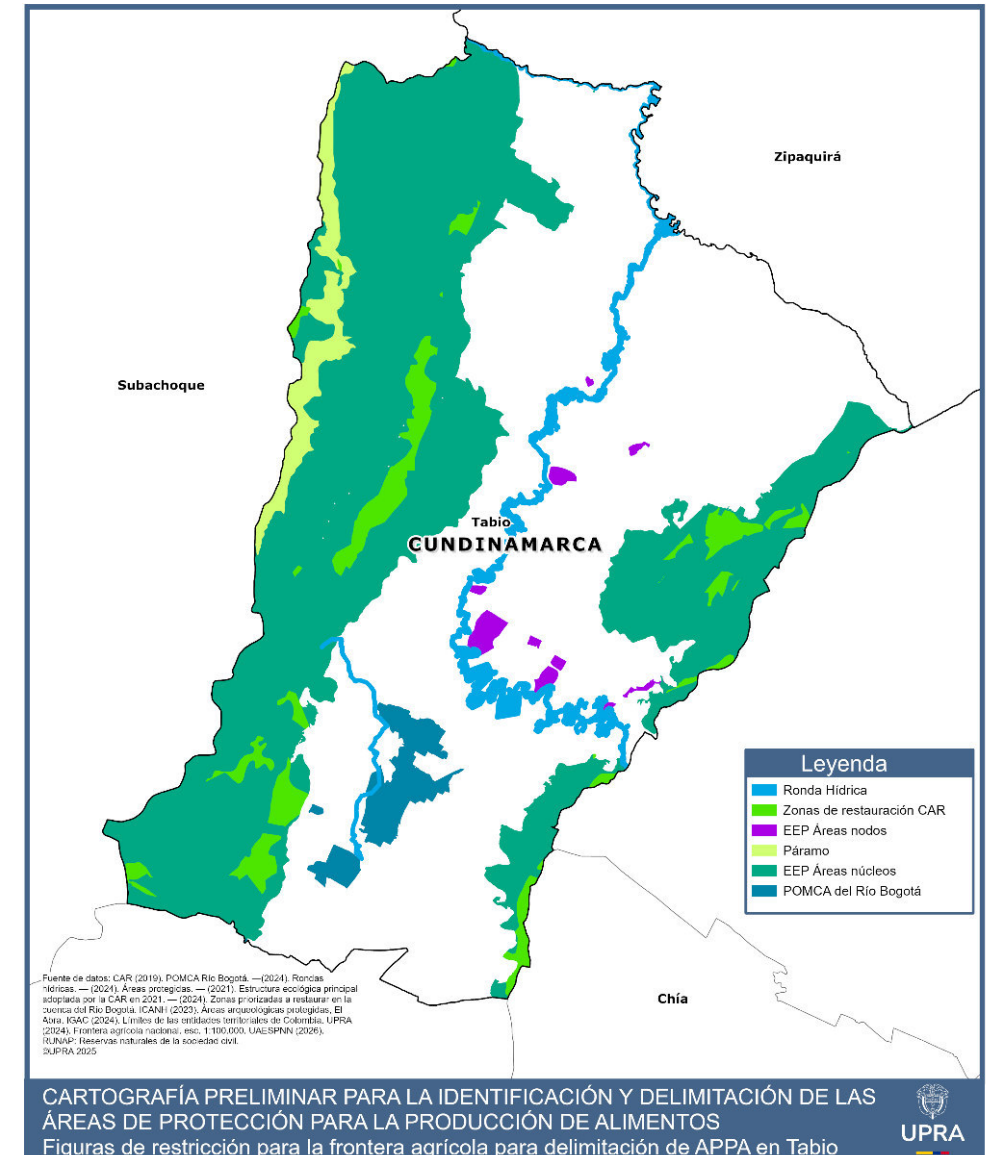 Zipaquirá
Subachoque
Tabio
CUNDINAMARCA
Leyenda
Ronda Hídrica
Zonas de restauración CAR
EEP Áreas nodos
Páramo
EEP Áreas núcleos
POMCA del Río Bogotá
Chía
Fuente de datos: CAR (2019). POMCA Río Bogotá. —(2024). Rondas
hídricas. — (2024). Áreas protegidas. — (2021). Estructura ecológica principal
adoptada por la CAR en 2021. — (2024). Zonas priorizadas a restaurar en la
cuenca del Río Bogotá. ICANH (2023). Áreas arqueológicas protegidas, El
Abra. IGAC (2024). Límites de las entidades territoriales de Colombia. UPRA
(2024). Frontera agrícola nacional, esc. 1:100.000. UAESPNN (2026).
RUNAP: Reservas naturales de la sociedad civil.
©UPRA 2025
CARTOGRAFÍA PRELIMINAR PARA LA IDENTIFICACIÓN Y DELIMITACIÓN DE LAS
ÁREAS DE PROTECCIÓN PARA LA PRODUCCIÓN DE ALIMENTOS
Figuras de restricción para la frontera agrícola para delimitación de APPA en Tabio
UPRA